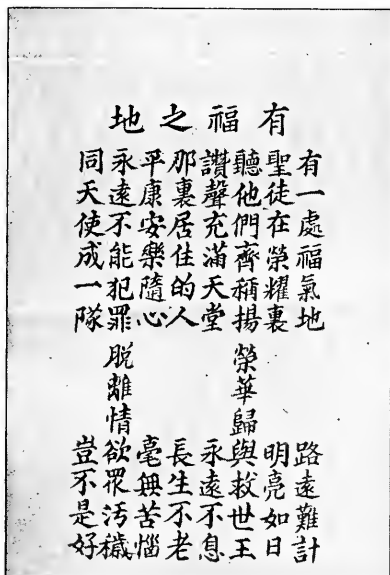 有福之地
有一處福氣地 路遠難計
聖徒在榮耀裏 明亮如日
聽他們齊稱揚 榮華歸與捄世王
讚聲充滿天堂 永遠不息
那裏居住的人 長生不老
平康安樂隨心 毫無苦惱
永遠不能犯罪 脫離情欲眾汚穢
同天使成一隊 豈不是好